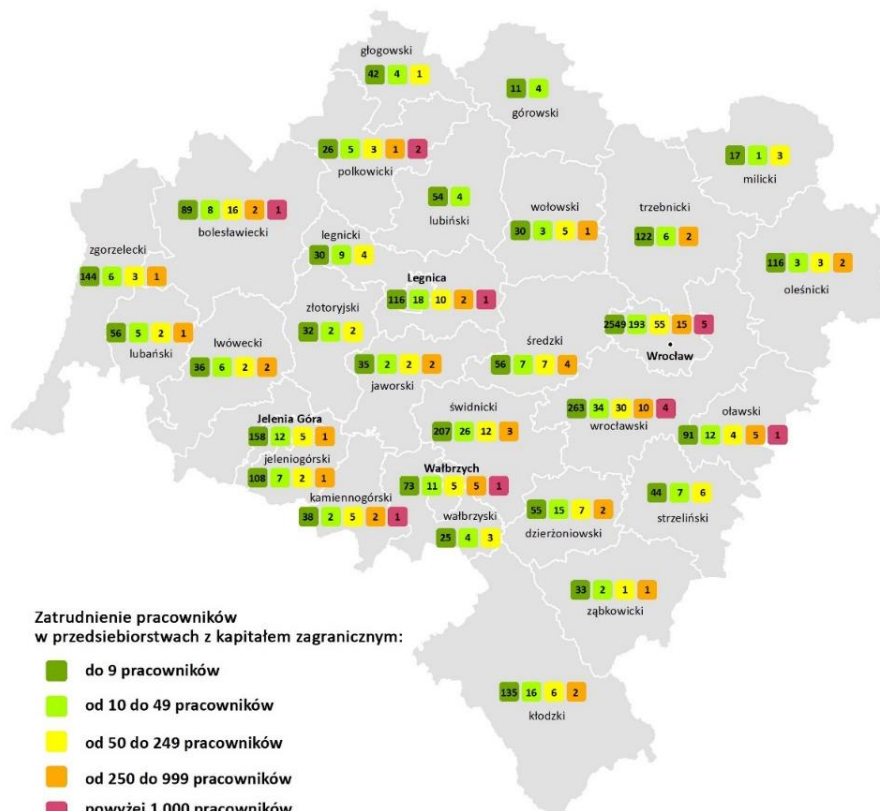 głogowski
42 4 1
11 4
górowski
26 5 3 1 2
polkowicki
17 1 3
milicki
54 4
lubiński
89 8 16 2 1
bolesławiecki
wołowski
30 3 5 1
trzebnicki
122 6 2
legnicki
30 9 4
zgorzelecki
144 6 3 1
116 3 3 2
oleśnicki
Legnica
116 18 10 2 1
złotoryjski
32 2 2
56 5 2 1
lubański
lwówecki
36 6 2 2
35 2 2 2
jaworski
średzki
56 7 7 4
2549 193 55 15 5
Wrocław
Jelenia Góra
158 12 5 1
świdnicki
207 26 12 3
263 34 30 10 4
wrocławski
oławski
91 12 4 5 1
jeleniogórski
108 7 2 1
Wałbrzych
73 11 5 5 1
kamiennogórski
38 2 5 2 1
wałbrzyski
25 4 3
55 15 7 2
dzierżoniowski
44 7 6
strzeliński
33 2 1 1
ząbkowicki
135 16 6 2
kłodzki
Zatrudnienie pracowników
w przedsiębiorstwach z kapitałem zagranicznym:
do 9 pracowników
od 10 do 49 pracowników
od 50 do 249 pracowników
od 250 do 999 pracowników
powyżej 1 000 pracowników